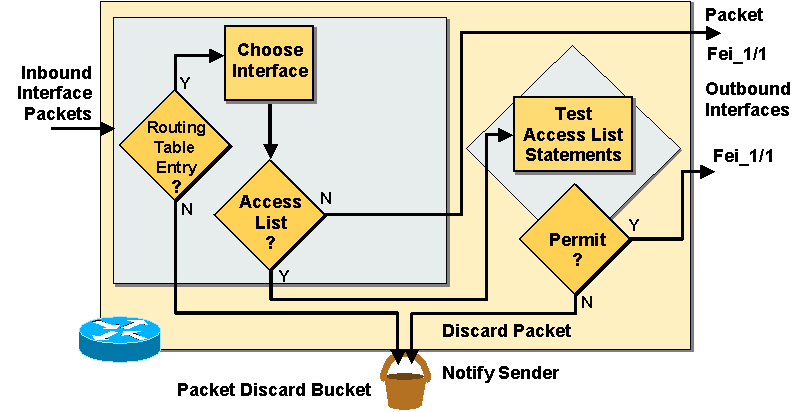 Packet
Fei_1/1
Choose
Interface
Inbound
Interface
Packets
Y
Outbound
Interfaces
Routing
Table
Entry
?
Test
Access List
Statements
Fei_1/1
N
Access
List
?
N
Y
Permit
?
Y
N
Discard Packet
Notify Sender
Packet Discard Bucket